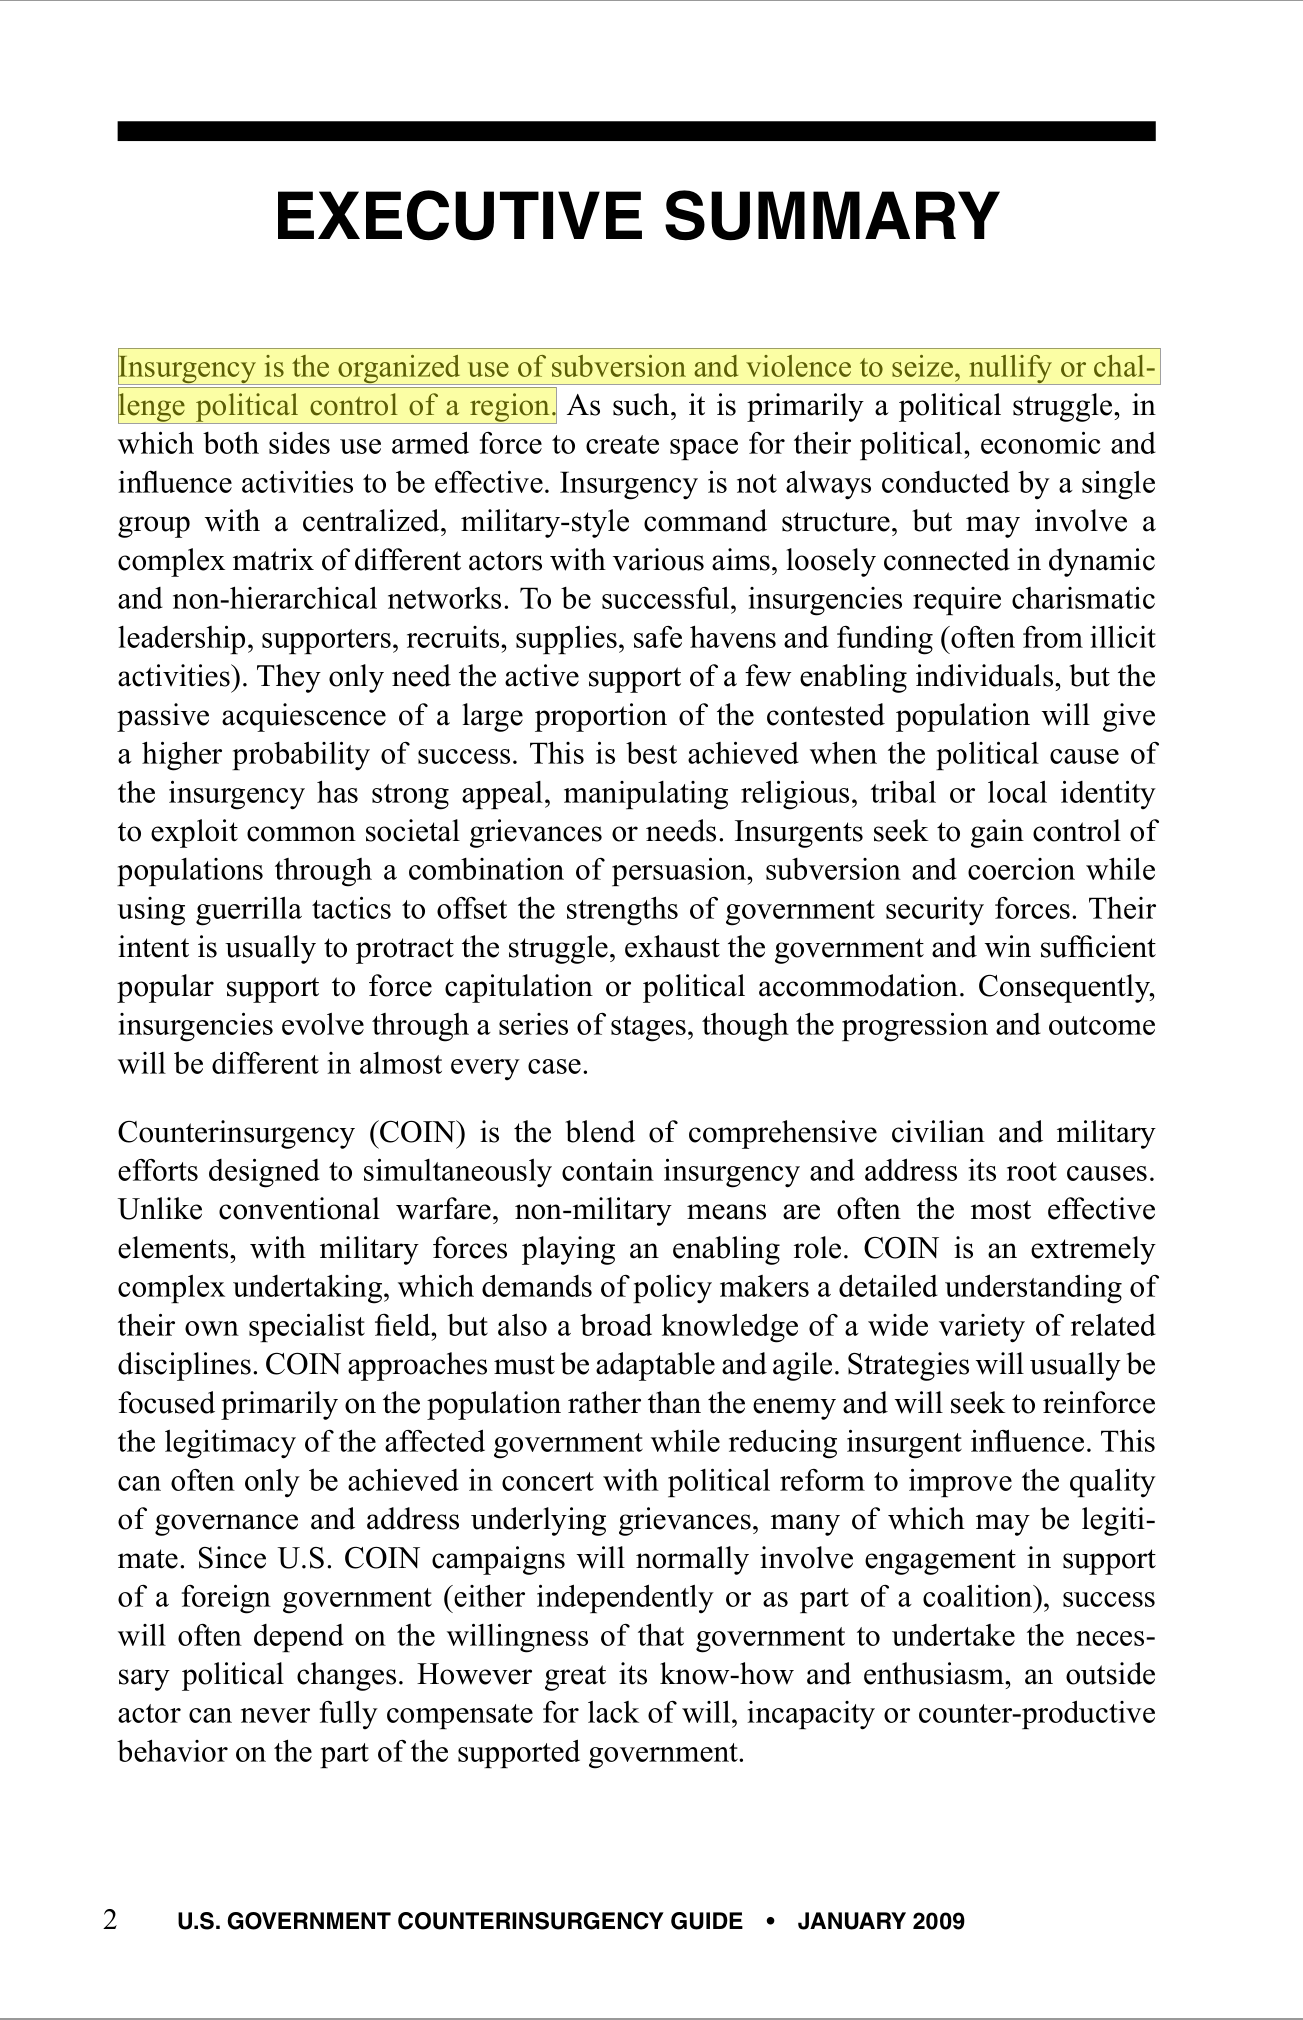 EXECUTIVE SUMMARY
Insurgency is the organized use of subversion and violence to seize, nullify or chal-
lenge political control of a region. As such, it is primarily a political struggle, in
which both sides use armed force to create space for their political, economic and
influence activities to be effective. Insurgency is not always conducted by a single
group with a centralized, military-style command structure, but may involve a
complex matrix of different actors with various aims, loosely connected in dynamic
and non-hierarchical networks. To be successful, insurgencies require charismatic
leadership, supporters, recruits, supplies, safe havens and funding (often from illicit
activities). They only need the active support of a few enabling individuals, but the
passive acquiescence of a large proportion of the contested population will give
a higher probability of success. This is best achieved when the political cause of
the insurgency has strong appeal, manipulating religious, tribal or local identity
to exploit common societal grievances or needs. Insurgents seek to gain control of
populations through a combination of persuasion, subversion and coercion while
using guerrilla tactics to offset the strengths of government security forces. Their
intent is usually to protract the struggle, exhaust the government and win sufficient
popular support to force capitulation or political accommodation. Consequently,
insurgencies evolve through a series of stages, though the progression and outcome
will be different in almost every case.
Counterinsurgency (COIN) is the blend of comprehensive civilian and military
efforts designed to simultaneously contain insurgency and address its root causes.
Unlike conventional warfare, non-military means are often the most effective
elements, with military forces playing an enabling role. COIN is an extremely
complex undertaking, which demands of policy makers a detailed understanding of
their own specialist field, but also a broad knowledge of a wide variety of related
disciplines. COIN approaches must be adaptable and agile. Strategies will usually be
focused primarily on the population rather than the enemy and will seek to reinforce
the legitimacy of the affected government while reducing insurgent influence. This
can often only be achieved in concert with political reform to improve the quality
of governance and address underlying grievances, many of which may be legiti-
mate. Since U.S. COIN campaigns will normally involve engagement in support
of a foreign government (either independently or as part of a coalition), success
will often depend on the willingness of that government to undertake the neces-
sary political changes. However great its know-how and enthusiasm, an outside
actor can never fully compensate for lack of will, incapacity or counter-productive
behavior on the part of the supported government.
2 U.S. GOVERNMENT COUNTERINSURGENCY GUIDE • JANUARY 2009